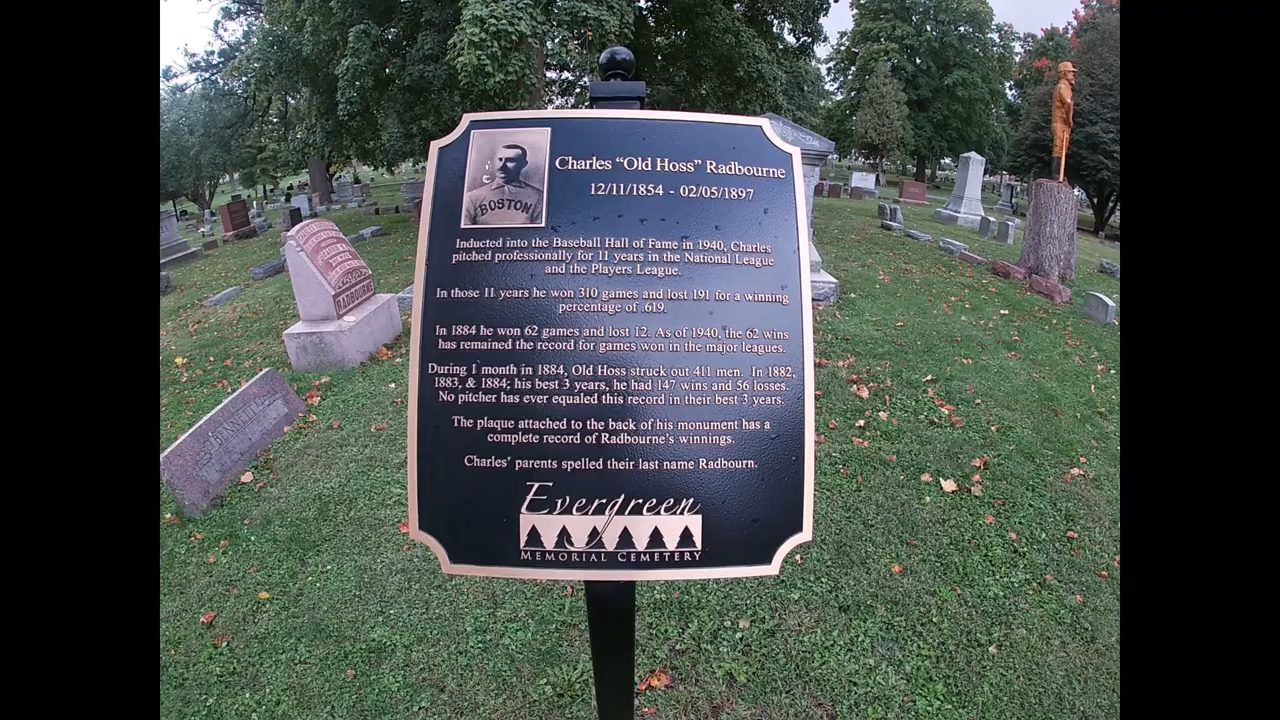 Charles “Old Hoss” Radbourne
12/11/1854 - 02/05/1897
BOSTON
Inducted into the Baseball Hall of Fame in 1940, Charles
pitched professionally for 11 years in the National League
and the Players League.
In those 11 years he won 310 games and lost 191 for a winning
percentage of .619.
In 1884 he won 62 games and lost 12. As of 1940, the 62 wins
has remained the record for games won in the major leagues.
During 1 month in 1884, Old Hoss struck out 411 men. In 1882,
1883, & 1884; his best 3 years, he had 147 wins and 56 losses.
No pitcher has ever equaled this record in their best 3 years.
The plaque attached to the back of his monument has a
complete record of Radbourne's winnings.
Charles' parents spelled their last name Radbourn.
Evergreen
MEMORIAL CEMETERY
RADBOURNE